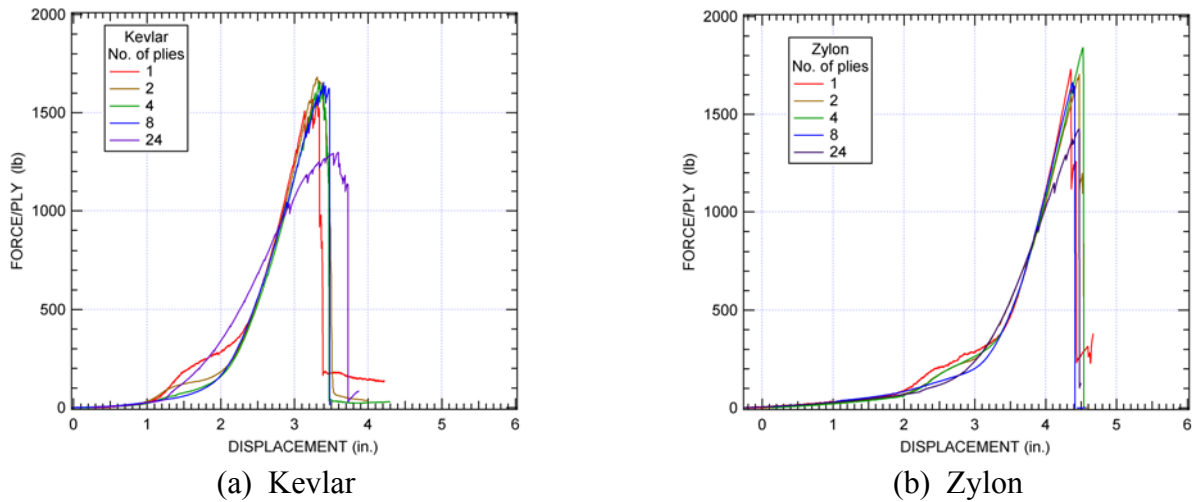 2000
1500
1000
500
0
FORCE/PLY (lb)
Kevlar
No. of plies
1
2
4
8
24
0 1 2 3 4 5 6
DISPLACEMENT (in.)
(a) Kevlar
2000
1500
1000
500
0
FORCE/PLY (lb)
Zylon
No. of plies
1
2
4
8
24
0 1 2 3 4 5 6
DISPLACEMENT (in.)
(b) Zylon